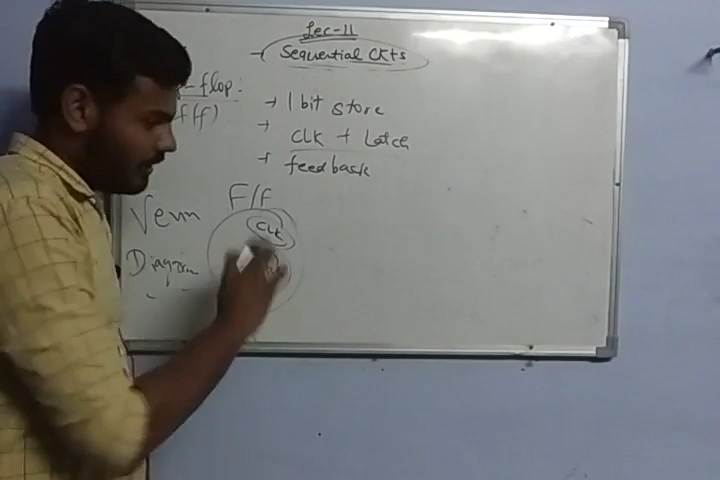 Lec-11
Sequential CKts
flop:
f/f)
→ 1 bit store
→ CLK + Latch
→ feedback
F/f
Venn
CLK
Diagram